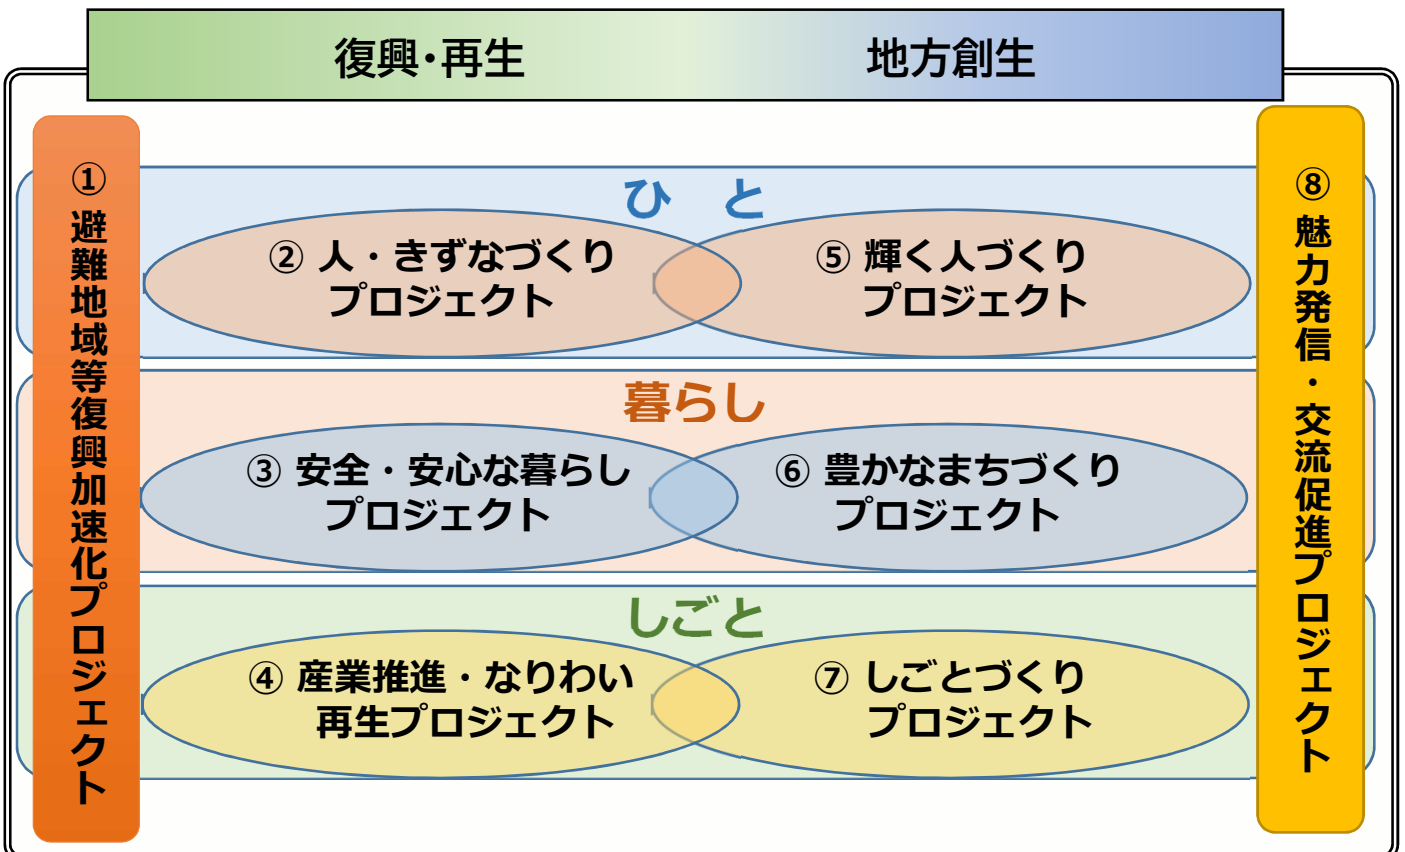 復興･再生
地方創生
① 避難地域等復興加速化プロジェクト
ひ と
② 人・きずなづくり
プロジェクト
⑤ 輝く人づくり
プロジェクト
暮らし
③ 安全・安心な暮らし
プロジェクト
⑥ 豊かなまちづくり
プロジェクト
しごと
④ 産業推進・なりわい
再生プロジェクト
⑦ しごとづくり
プロジェクト
⑧ 魅力発信・交流促進プロジェクト